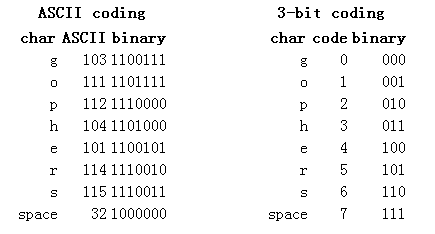 ASCII coding 3-bit coding
char ASCII binary char code binary
g 103 1100111 g 0 000
o 111 1101111 o 1 001
p 112 1110000 p 2 010
h 104 1101000 h 3 011
e 101 1100101 e 4 100
r 114 1110010 r 5 101
s 115 1110011 s 6 110
space 32 1000000 space 7 111